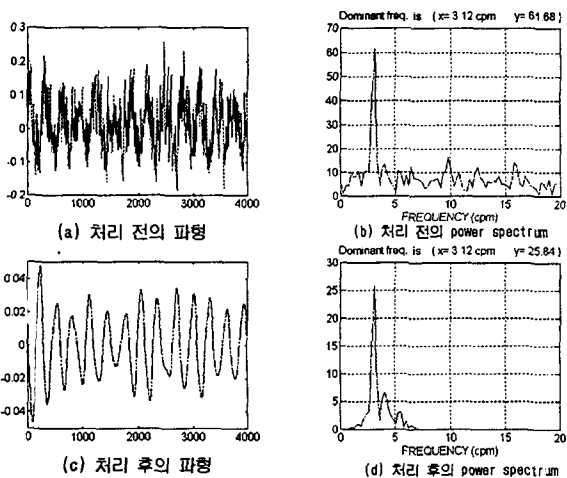 Dominant freq. is (x= 3 12 cpm y= 61.68)
0.3
0.2
0.1
0
-0.1
-0.2
0 1000 2000 3000 4000
70
60
50
40
30
20
10
0
0 5 10 15 20
FREQUENCY (cpm)
(a) 처리 전의 파형
(b) 처리 전의 power spectrum
Dominant freq. is (x= 3 12 cpm y= 25.84)
0.04
0.02
0
-0.02
-0.04
0 1000 2000 3000 4000
30
25
20
15
10
5
0
0 5 10 15 20
FREQUENCY (cpm)
(c) 처리 후의 파형
(d) 처리 후의 power spectrum